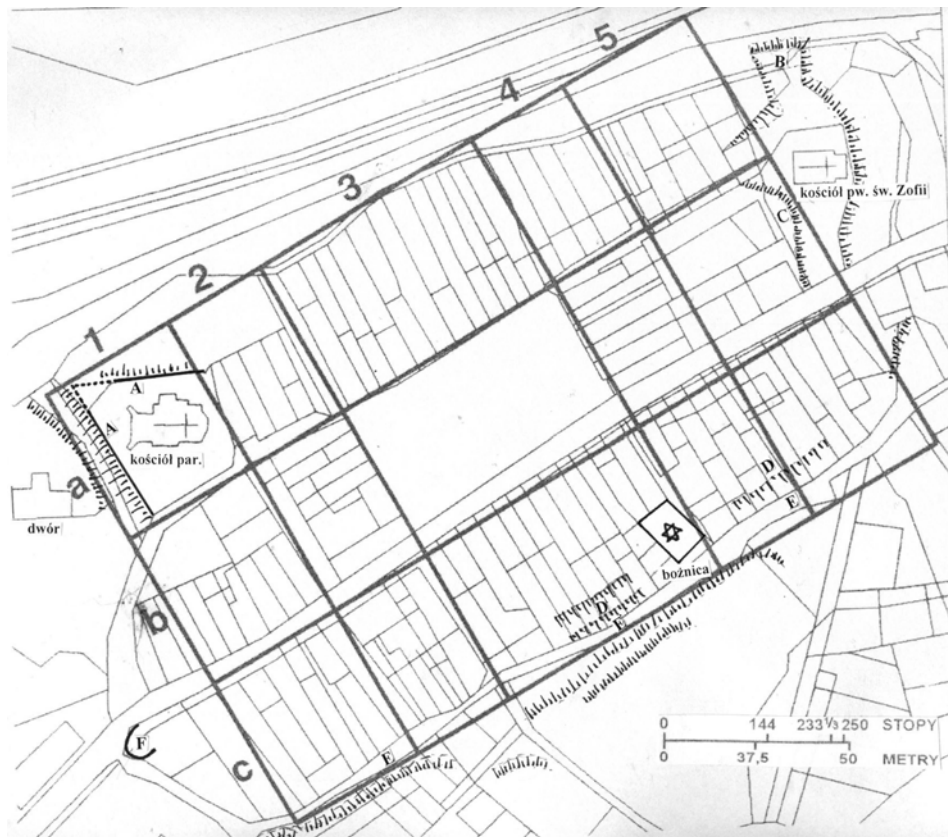 5
4
B
3
kościół pw. św. Zofii
C
2
1
A
A
kościół par.
a
dwór
D
E
bożnica
b
D
E
0 144 233⅓ 250 STOPY
0 37,5 50 METRY
F
E
c